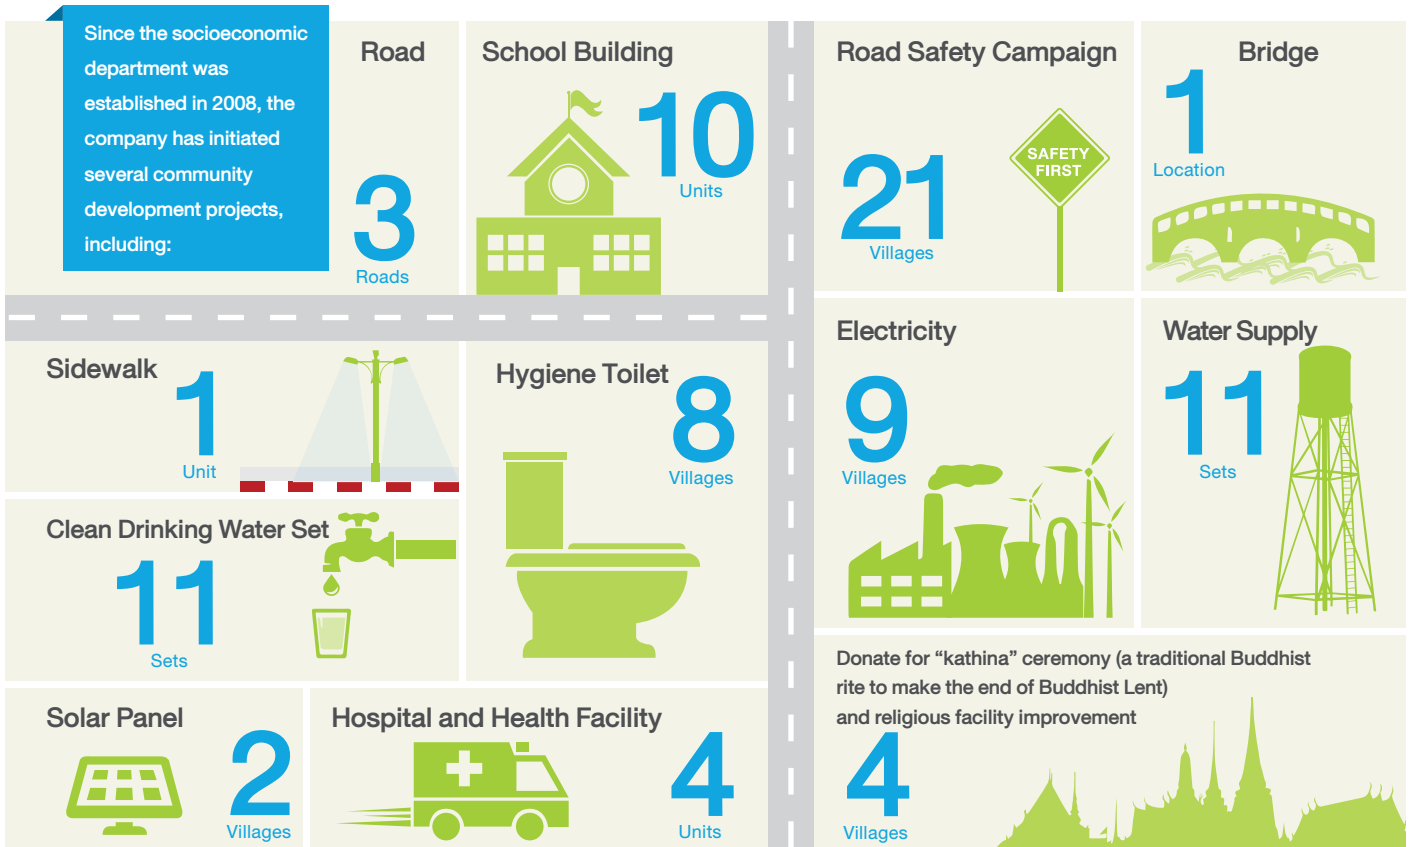 Since the socioeconomic
department was
established in 2008, the
company has initiated
several community
development projects,
including:
Road
3
Roads
School Building
10
Units
Road Safety Campaign
21
Villages
SAFETY
FIRST
Bridge
1
Location
Sidewalk
1
Unit
Hygiene Toilet
8
Villages
Electricity
9
Villages
Water Supply
11
Sets
Clean Drinking Water Set
11
Sets
Solar Panel
2
Villages
Hospital and Health Facility
4
Units
Donate for “kathina” ceremony (a traditional Buddhist
rite to make the end of Buddhist Lent)
and religious facility improvement
4
Villages